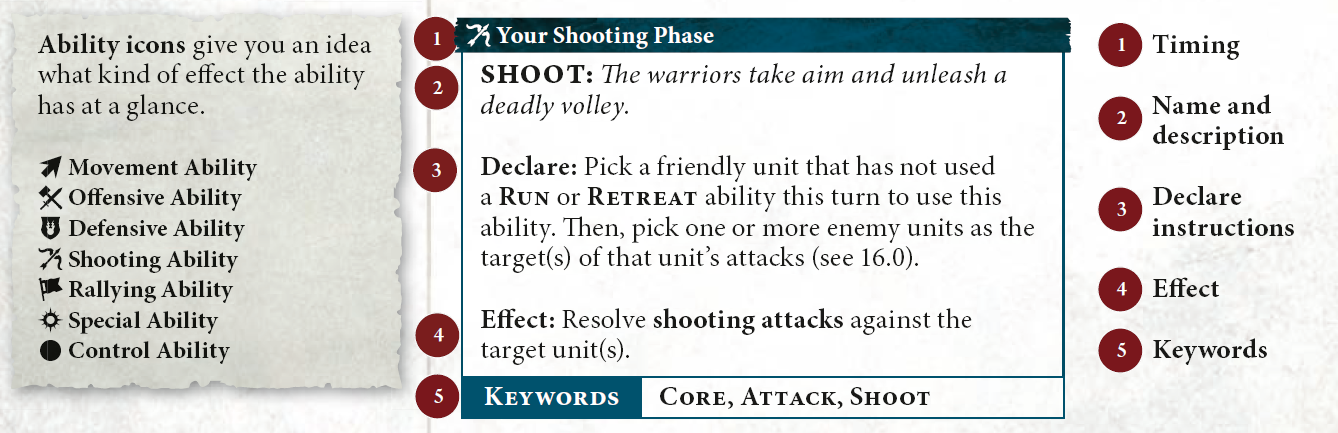 Ability icons give you an idea
what kind of effect the ability
has at a glance.
Movement Ability
Offensive Ability
Defensive Ability
Shooting Ability
Rallying Ability
Special Ability
Control Ability
1 Your Shooting Phase
2 SHOOT: The warriors take aim and unleash a
deadly volley.
3 Declare: Pick a friendly unit that has not used
a RUN or RETREAT ability this turn to use this
ability. Then, pick one or more enemy units as the
target(s) of that unit’s attacks (see 16.0).
4 Effect: Resolve shooting attacks against the
target unit(s).
5 KEYWORDS CORE, ATTACK, SHOOT
1 Timing
2 Name and
description
3 Declare
instructions
4 Effect
5 Keywords